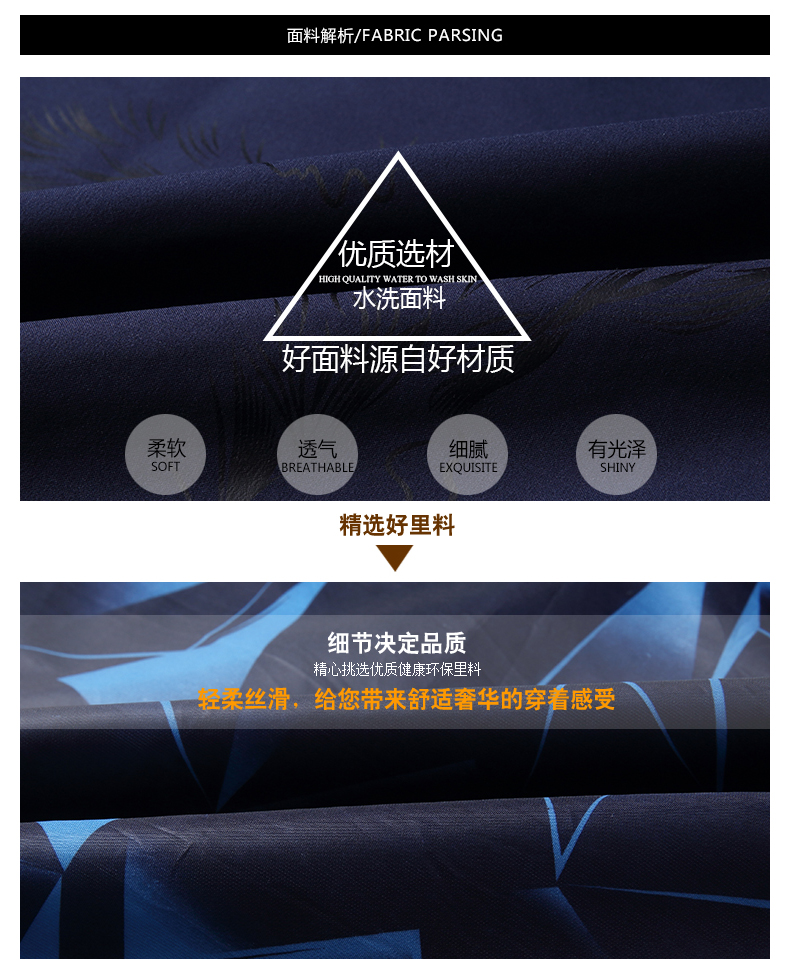 面料解析/FABRIC PARSING
优质选材
HIGH QUALITY WATER TO WASH SKIN
水洗面料
好面料源自好材质
柔软 透气 细腻 有光泽
SOFT BREATHABLE EXQUISITE SHINY
精选好里料
细节决定品质
精心挑选优质健康环保里料
轻柔丝滑，给您带来舒适奢华的穿着感受